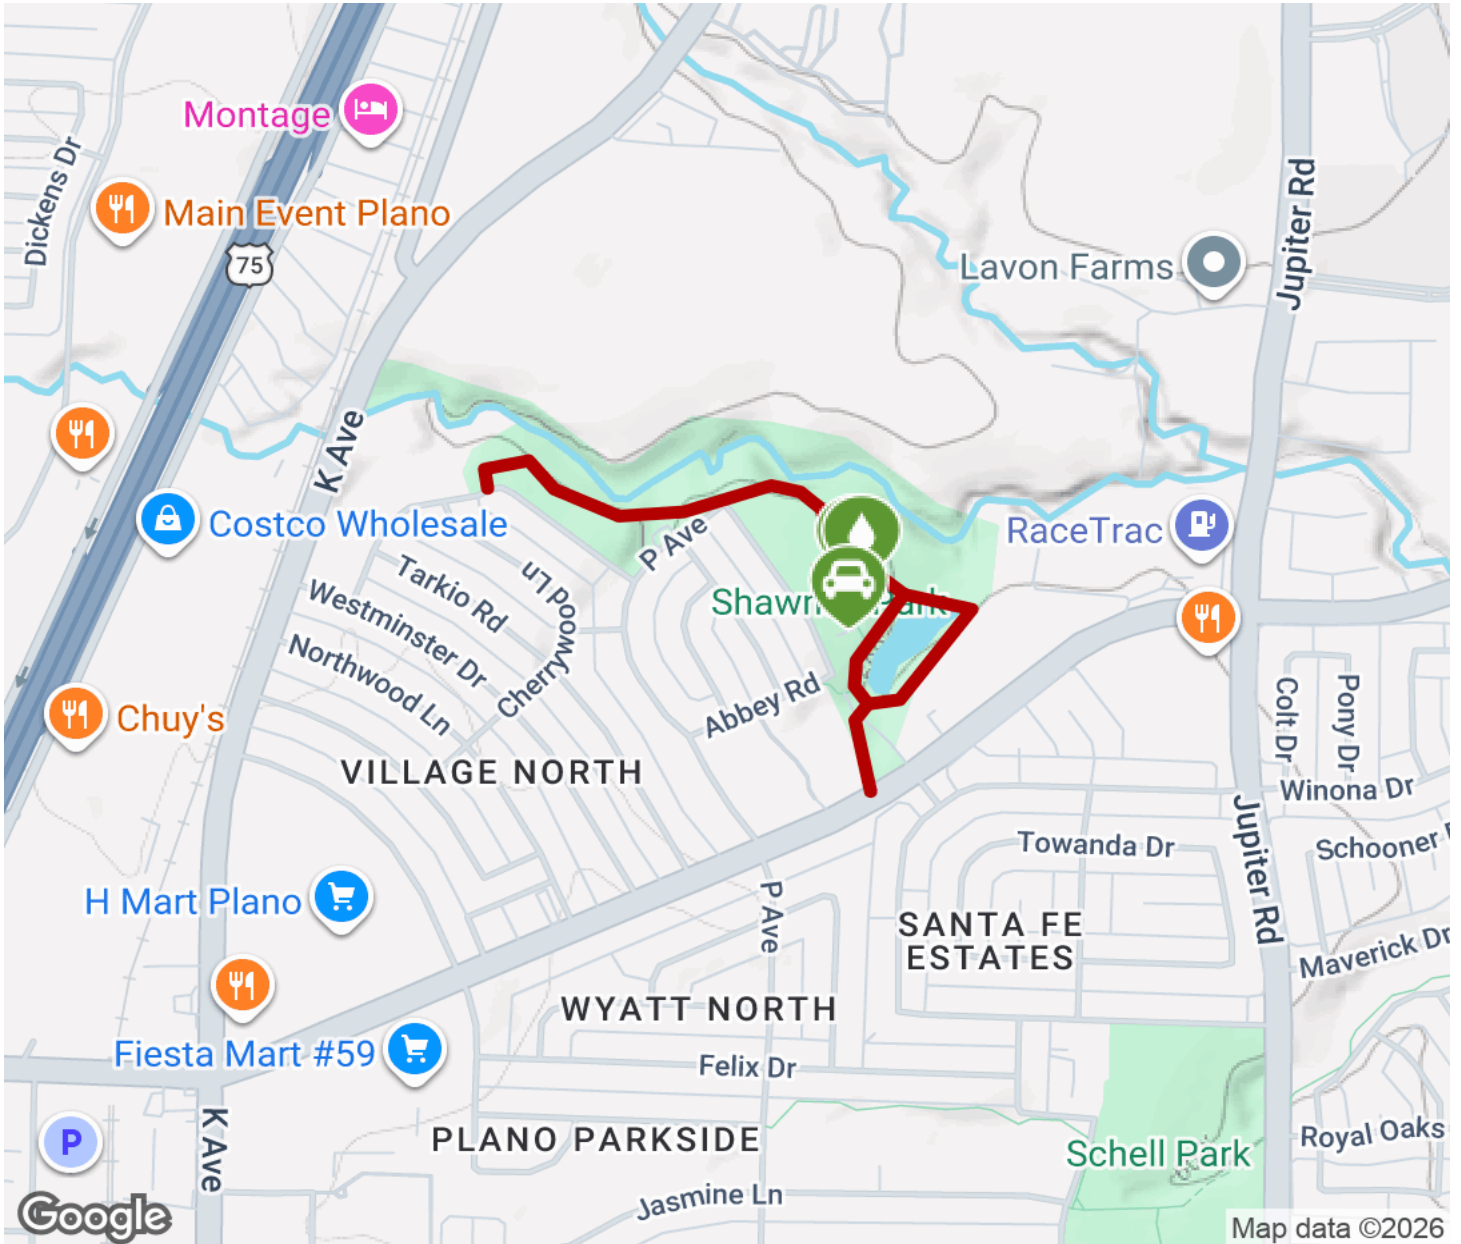 Montage
Dickens Dr
Main Event Plano
75
Jupiter Rd
Lavon Farms
K Ave
Costco Wholesale
RaceTrac
P Ave
Tarkio Rd
Cherrywood Ln
Westminster Dr
Northwood Ln
Park
Abbey Rd
Chuy's
Colt Dr
Pony Dr
VILLAGE NORTH
Winona Dr
Jupiter Rd
Towanda Dr
Schooner
H Mart Plano
P Ave
SANTA FE
ESTATES
Maverick Dr
WYATT NORTH
Fiesta Mart #59
Felix Dr
K Ave
P
PLANO PARKSIDE
Royal Oaks
Schell Park
Jasmine Ln
Google
Map data ©2026